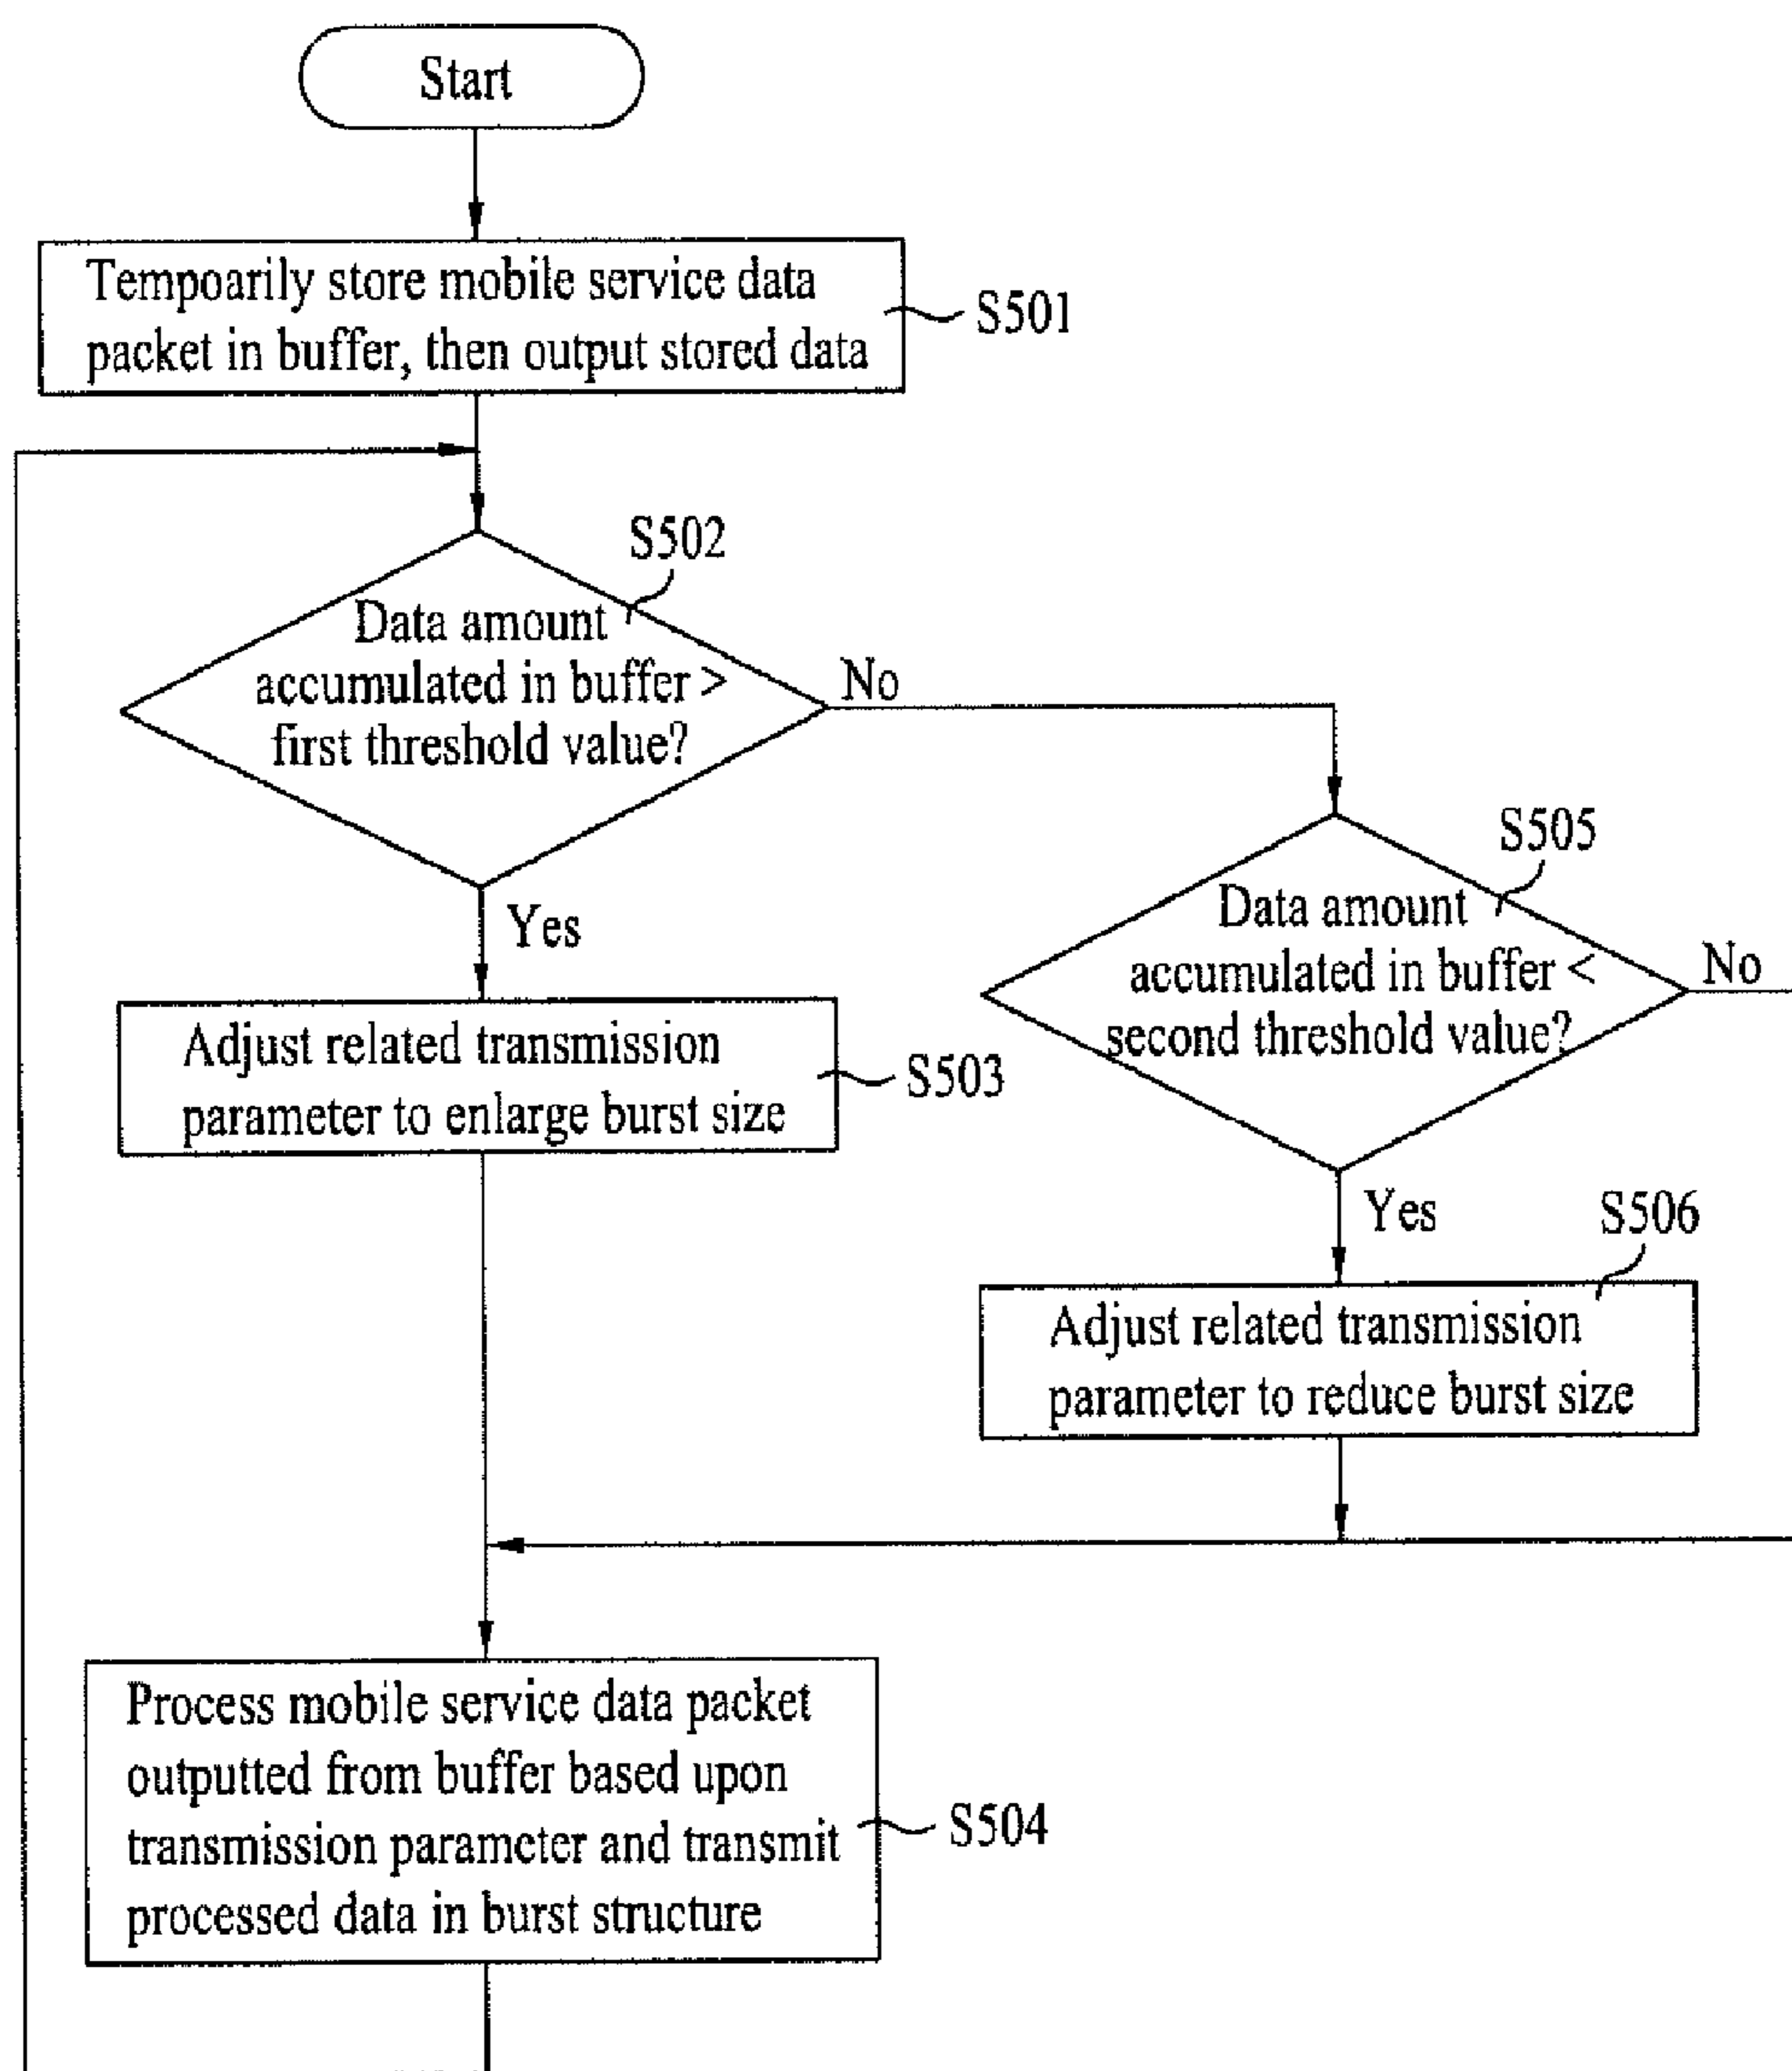 Start
Tempoarily store mobile service data
packet in buffer, then output stored data
S501
S502
Data amount
accumulated in buffer >
first threshold value?
No
Yes
S505
Data amount
accumulated in buffer <
second threshold value?
No
Yes
Adjust related transmission
parameter to enlarge burst size
S503
S506
Adjust related transmission
parameter to reduce burst size
Process mobile service data packet
outputted from buffer based upon
transmission parameter and transmit
processed data in burst structure
S504